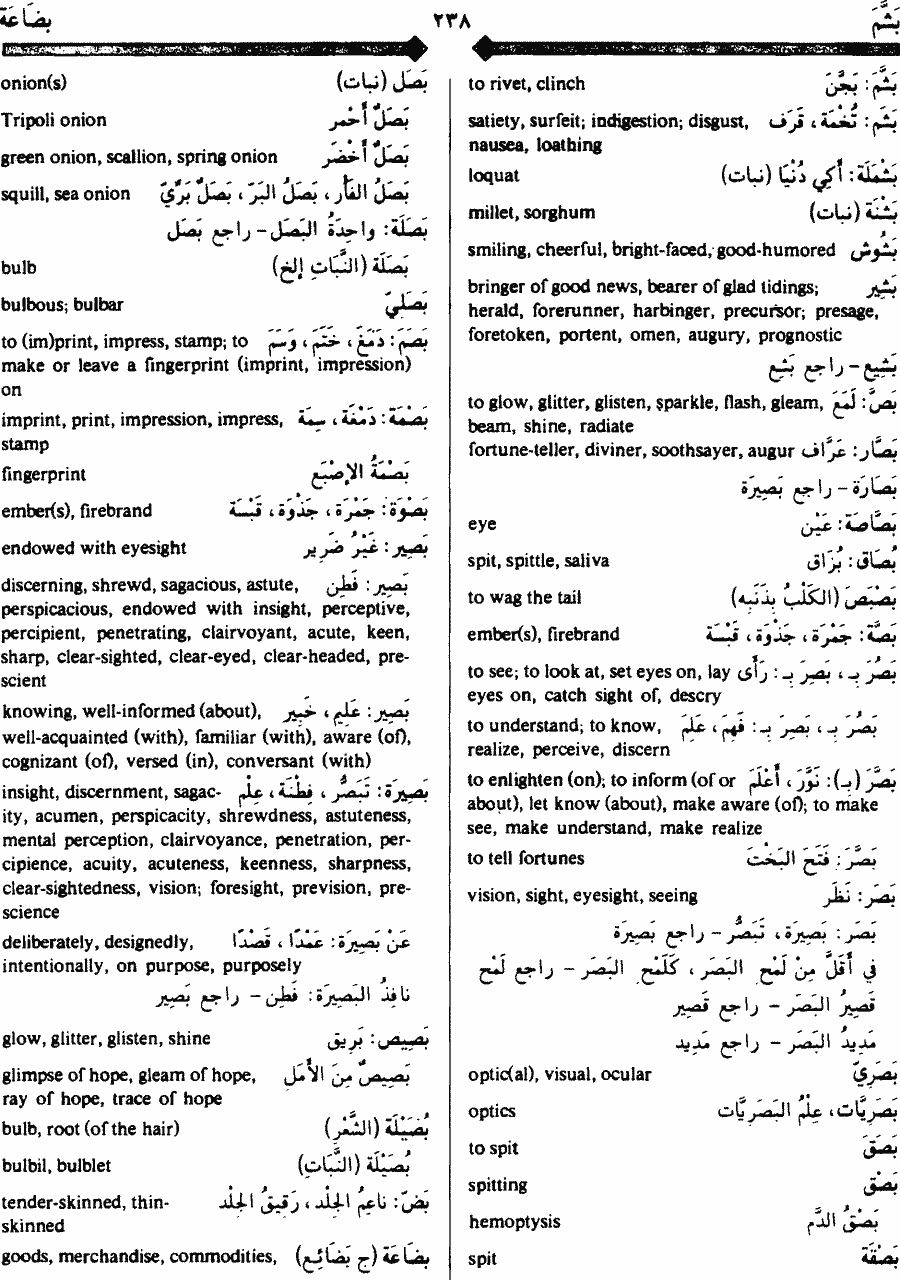 بَشَّمَ ٢٣٨ بِضَاعَة
بَشَّمَ: بَجَّنَ to rivet, clinch
بَشَم: تُخْمَة، قَرَف satiety, surfeit; indigestion; disgust,
nausea, loathing
بَشْمَلَة: أَكِي دُنْيَا (نبات) loquat
بَشْنَة (نبات) millet, sorghum
بَشُوش smiling, cheerful, bright-faced, good-humored
بَشِير bringer of good news, bearer of glad tidings;
herald, forerunner, harbinger, precursor; presage,
foretoken, portent, omen, augury, prognostic
بَشِيع - راجع بَشِع
بَصَّ: لَمَعَ to glow, glitter, glisten, sparkle, flash, gleam,
beam, shine, radiate
بَصَّار: عَرَّاف fortune-teller, diviner, soothsayer, augur
بَصَارَة - راجع بَصِيرَة
بَصَّاصَة: عَيْن eye
بُصَاق: بُزَاق spit, spittle, saliva
بَصْبَصَ (الكَلْبُ بِذَنَبِهِ) to wag the tail
بَصَّة: جَمْرَة، جَذْوَة، قَبْسَة ember(s), firebrand
بَصُرَ بـ، بَصِرَ بـ: رَأَى to see; to look at, set eyes on, lay
eyes on, catch sight of, descry
بَصُرَ بـ، بَصِرَ بـ: فَهِمَ، عَلِمَ to understand; to know,
realize, perceive, discern
بَصَّرَ (بـ): نَوَّرَ، أَعْلَمَ to enlighten (on); to inform (of or
about), let know (about), make aware (of); to make
see, make understand, make realize
بَصَّرَ: فَتَحَ البَخْتَ to tell fortunes
بَصَر: نَظَر vision, sight, eyesight, seeing
بَصَر: بَصِيرَة، تَبَصُّر - راجع بَصِيرَة
في أَقَلَّ مِنْ لَمْحِ البَصَر، كَلَمْحِ البَصَر - راجع لَمْح
قَصِيرُ البَصَر - راجع قَصِير
مَدِيدُ البَصَر - راجع مَدِيد
بَصَرِيّ optic(al), visual, ocular
بَصَرِيَّات، عِلْمُ البَصَرِيَّات optics
بَصَقَ to spit
بَصْق spitting
بَصْقُ الدَّم hemoptysis
بَصْقَة spit
بَصَل (نبات) onion(s)
بَصَلٌ أَحْمَر Tripoli onion
بَصَلٌ أَخْضَر green onion, scallion, spring onion
بَصَلُ الفَأْر، بَصَلُ البَرّ، بَصَلٌ بَرِّيّ squill, sea onion
بَصَلَة: واحِدَةُ البَصَل - راجع بَصَل
بَصَلَة (النَّبَاتِ إلخ) bulb
بَصَلِيّ bulbous; bulbar
بَصَمَ: دَمَغَ، خَتَمَ، وَسَمَ to (im)print, impress, stamp; to
make or leave a fingerprint (imprint, impression)
on
بَصْمَة: دَمْغَة، سِمَة imprint, print, impression, impress,
stamp
بَصْمَةُ الإصْبَع fingerprint
بَصْوَة: جَمْرَة، جَذْوَة، قَبْسَة ember(s), firebrand
بَصِير: غَيْرُ ضَرِير endowed with eyesight
بَصِير: فَطِن discerning, shrewd, sagacious, astute,
perspicacious, endowed with insight, perceptive,
percipient, penetrating, clairvoyant, acute, keen,
sharp, clear-sighted, clear-eyed, clear-headed, pre-
scient
بَصِير: عَلِيم، خَبِير knowing, well-informed (about),
well-acquainted (with), familiar (with), aware (of),
cognizant (of), versed (in), conversant (with)
بَصِيرَة: تَبَصُّر، فِطْنَة، عِلْم insight, discernment, sagac-
ity, acumen, perspicacity, shrewdness, astuteness,
mental perception, clairvoyance, penetration, per-
cipience, acuity, acuteness, keenness, sharpness,
clear-sightedness, vision; foresight, prevision, pre-
science
عَنْ بَصِيرَة: عَمْدًا، قَصْدًا deliberately, designedly,
intentionally, on purpose, purposely
نافِذُ البَصِيرَة: فَطِن - راجع بَصِير
بَصِيص: بَرِيق glow, glitter, glisten, shine
بَصِيصٌ مِنَ الأَمَل glimpse of hope, gleam of hope,
ray of hope, trace of hope
بُصَيْلَة (الشَّعْرِ) bulb, root (of the hair)
بُصَيْلَة (النَّبَاتِ) bulbil, bulblet
بَضّ: ناعِمُ الجِلْد، رَقِيقُ الجِلْد tender-skinned, thin-
skinned
بِضَاعَة (ج بَضَائِع) goods, merchandise, commodities,